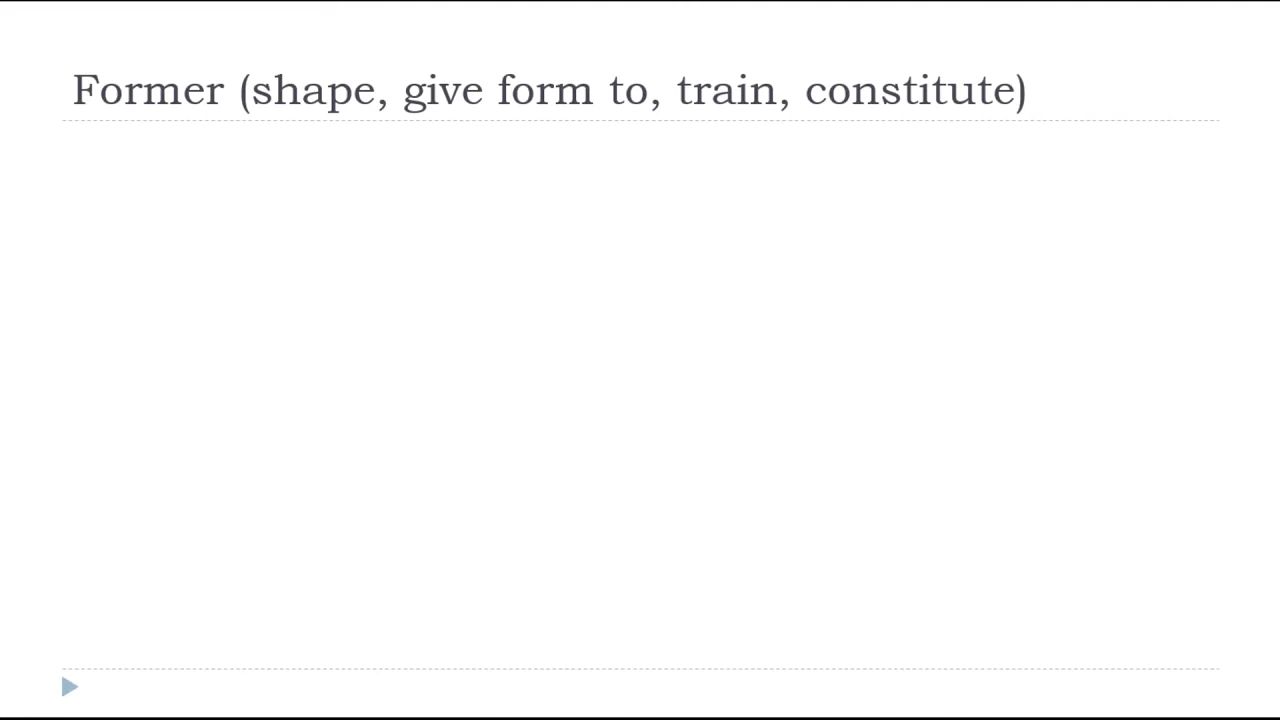 Former (shape, give form to, train, constitute)